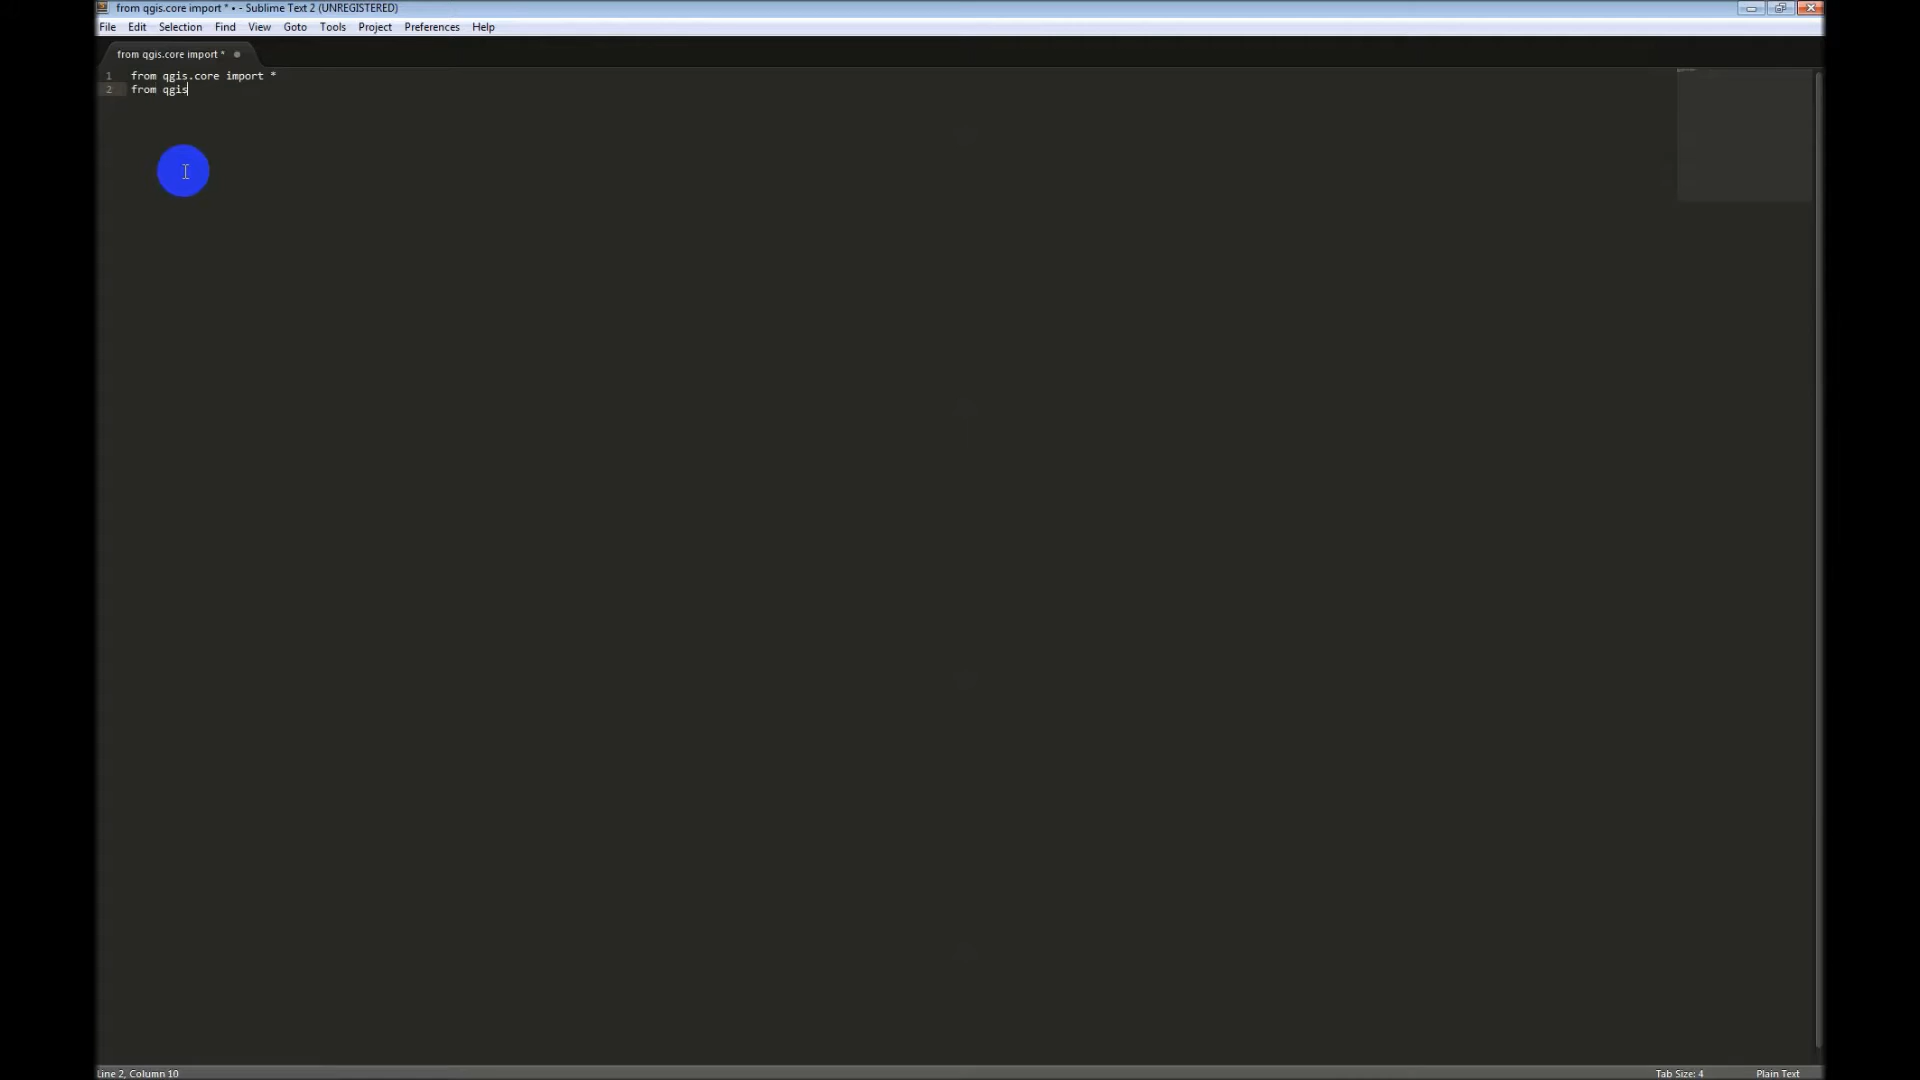 from qgis.core import * • - Sublime Text 2 (UNREGISTERED)
File Edit Selection Find View Goto Tools Project Preferences Help
from qgis.core import *
1 from qgis.core import *
2 from qgis
Line 2, Column 10 Tab Size: 4 Plain Text